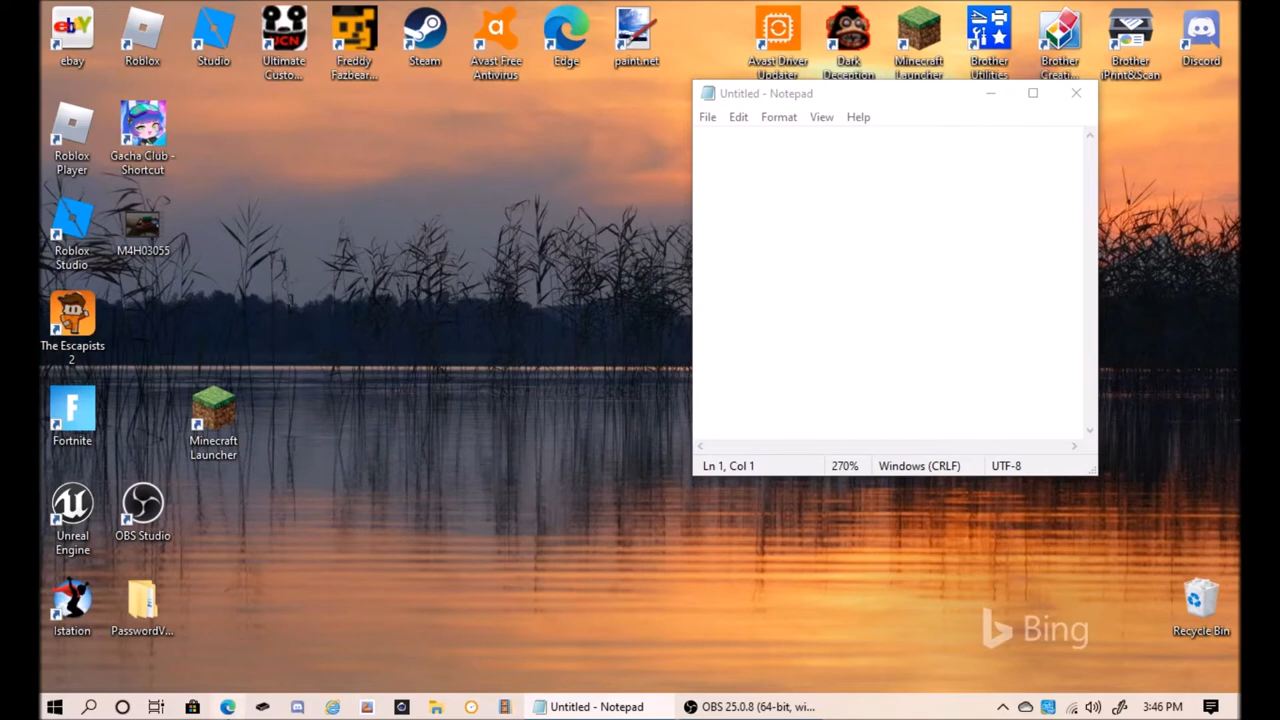 ebay
Roblox
Studio
Ultimate
Custo...
Freddy
Fazbear...
Steam
Avast Free
Antivirus
Edge
paint.net
Avast Driver
Updater
Dark
Deception
Minecraft
Launcher
Brother
Utilities
Brother
Creati...
Brother
iPrint&Scan
Discord
Untitled - Notepad
File Edit Format View Help
Roblox
Player
Gacha Club -
Shortcut
Roblox
Studio
M4H03055
The Escapists
2
Fortnite
Minecraft
Launcher
Ln 1, Col 1 270% Windows (CRLF) UTF-8
Unreal
Engine
OBS Studio
Istation
PasswordV...
Bing
Recycle Bin
Untitled - Notepad
OBS 25.0.8 (64-bit, wi...
3:46 PM